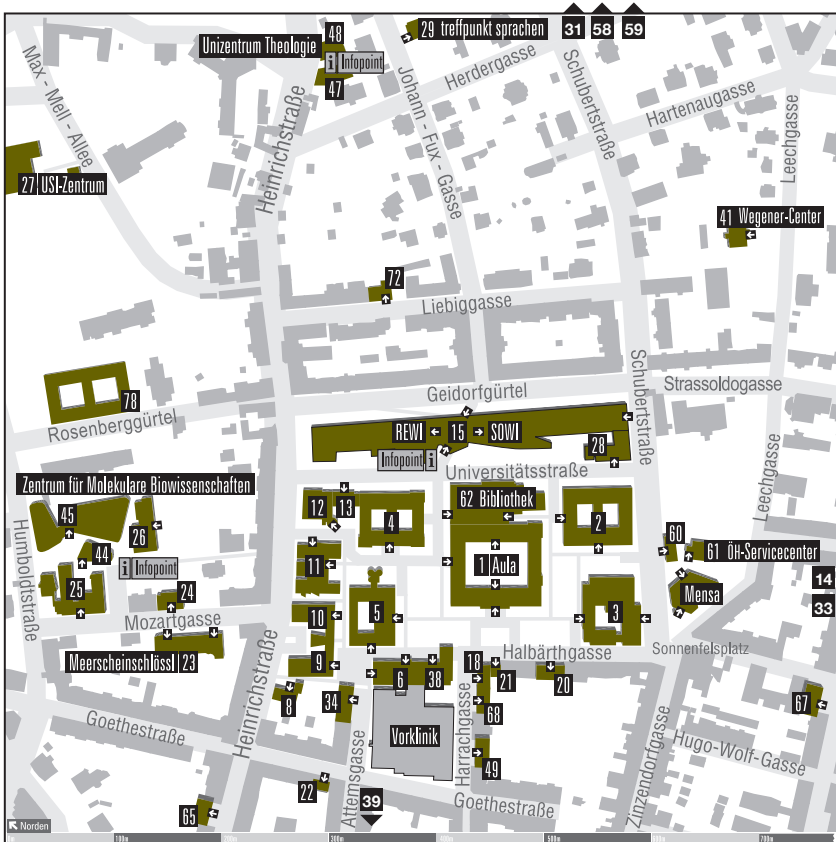 48
29 treffpunkt sprachen
31
58
59
Unizentrum Theologie
i Infopoint
47
Max - Mell - Allee
Heinrichstraße
Johann - Fux - Gasse
Herdergasse
Schubertstraße
Hartenaugasse
Leechgasse
27 USI-Zentrum
41 Wegener-Center
72
Liebiggasse
78
Rosenberggürtel
Geidorfgürtel
Schubertstraße
Strassoldogasse
REWI
15
SOWI
28
Infopoint i
Universitätsstraße
Leechgasse
Zentrum für Molekulare Biowissenschaften
45
26
44
25
i Infopoint
24
Humboldtstraße
Mozartgasse
Meerscheinschlössl | 23
12
13
4
62 Bibliothek
2
60
61 ÖH-Servicecenter
11
1 | Aula
Mensa
14
33
10
5
3
9
Halbärthgasse
Sonnenfelsplatz
6
38
18
21
20
8
34
68
67
Vorklinik
Goethestraße
Heinrichstraße
Harrachgasse
49
Zinzendorfgasse
Hugo-Wolf-Gasse
22
Attemsgasse
39
Goethestraße
65
Norden
100m
300m
500m
700m